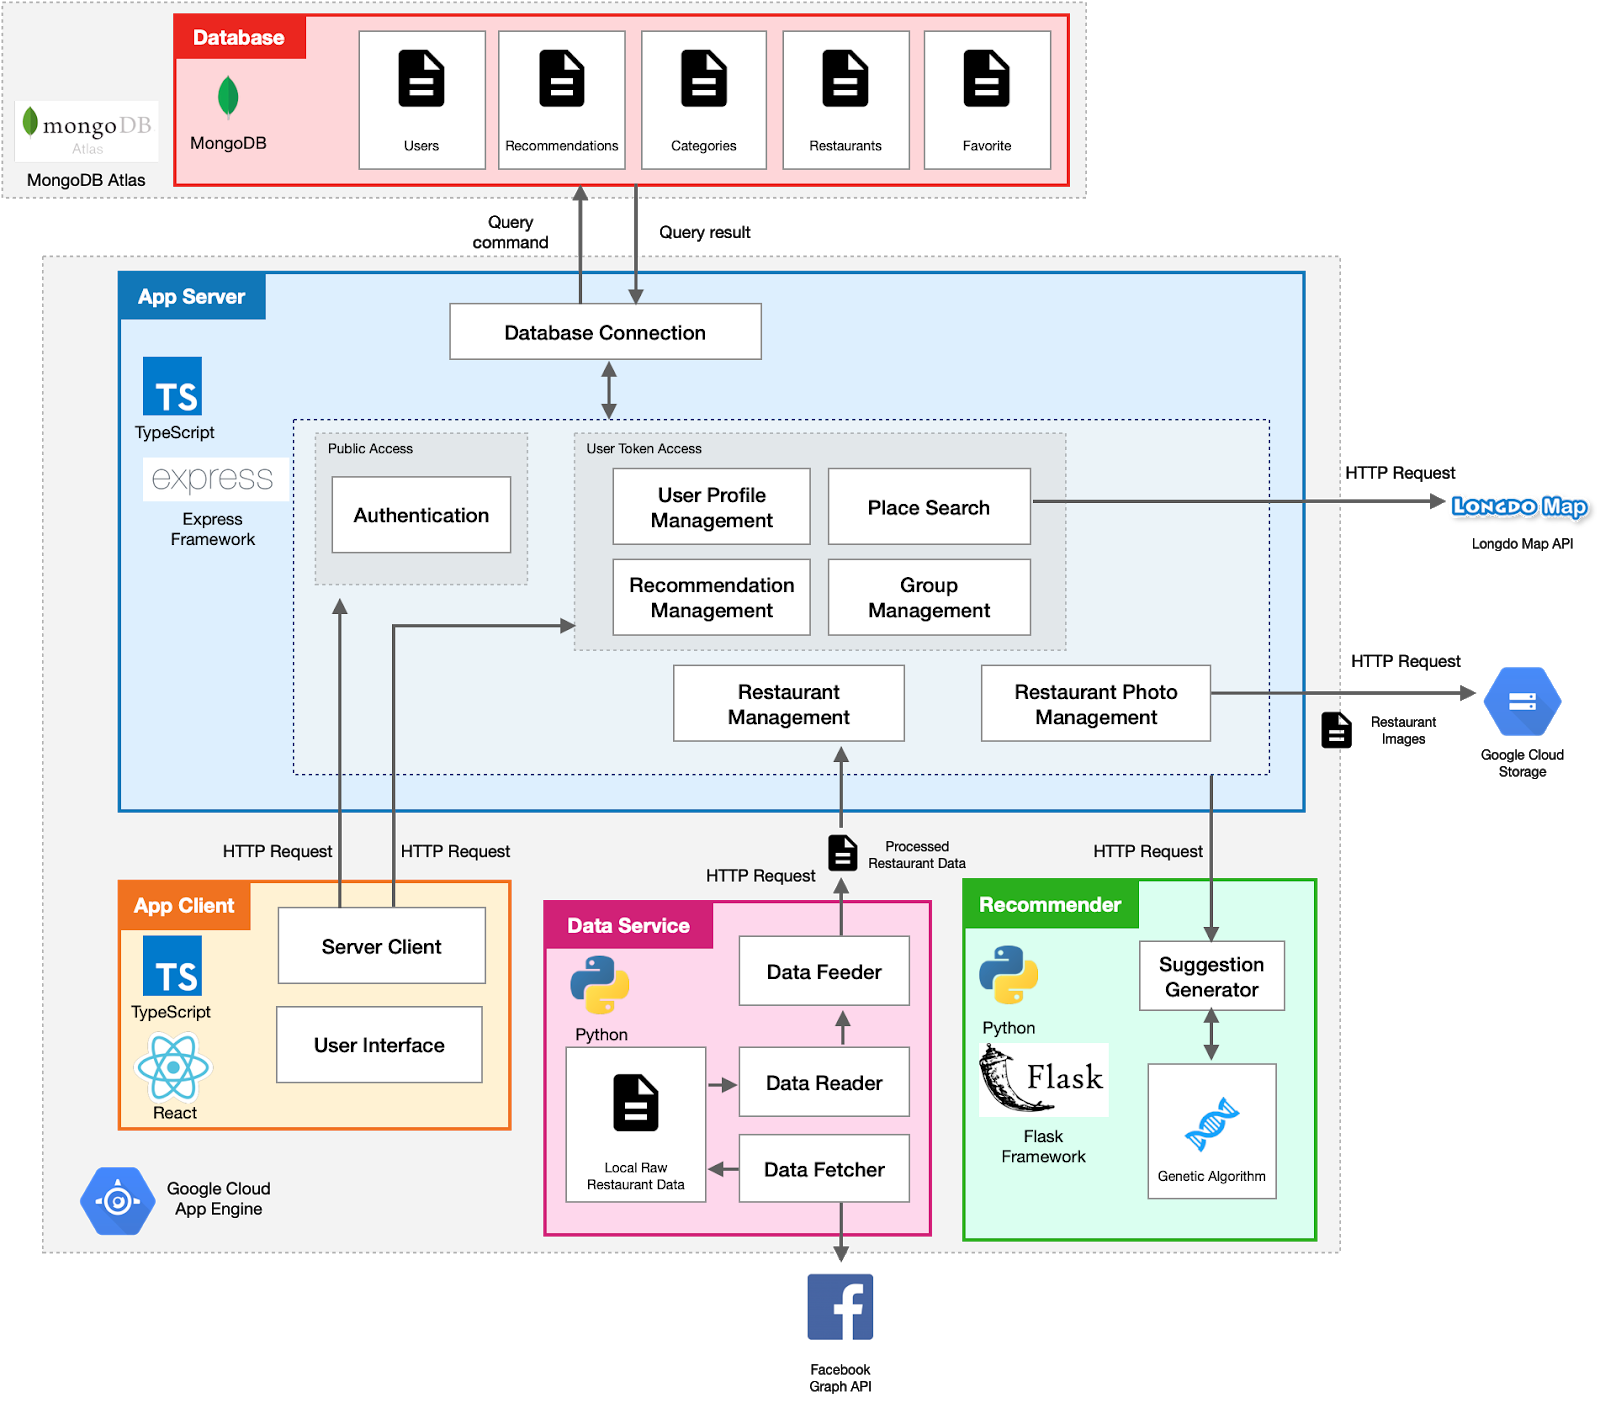 Database
MongoDB
Users
Recommendations
Categories
Restaurants
Favorite
mongoDB
Atlas
MongoDB Atlas
Query
command
Query result
App Server
Database Connection
TS
TypeScript
express
Express
Framework
Public Access
Authentication
User Token Access
User Profile
Management
Place Search
Recommendation
Management
Group
Management
HTTP Request
LONGDO Map
Longdo Map API
Restaurant
Management
Restaurant Photo
Management
HTTP Request
Restaurant
Images
Google Cloud
Storage
HTTP Request
HTTP Request
Processed
Restaurant Data
HTTP Request
HTTP Request
App Client
TS
TypeScript
React
Server Client
User Interface
Data Service
Python
Data Feeder
Data Reader
Data Fetcher
Local Raw
Restaurant Data
Recommender
Python
Flask
Flask
Framework
Suggestion
Generator
Genetic Algorithm
Google Cloud
App Engine
Facebook
Graph API